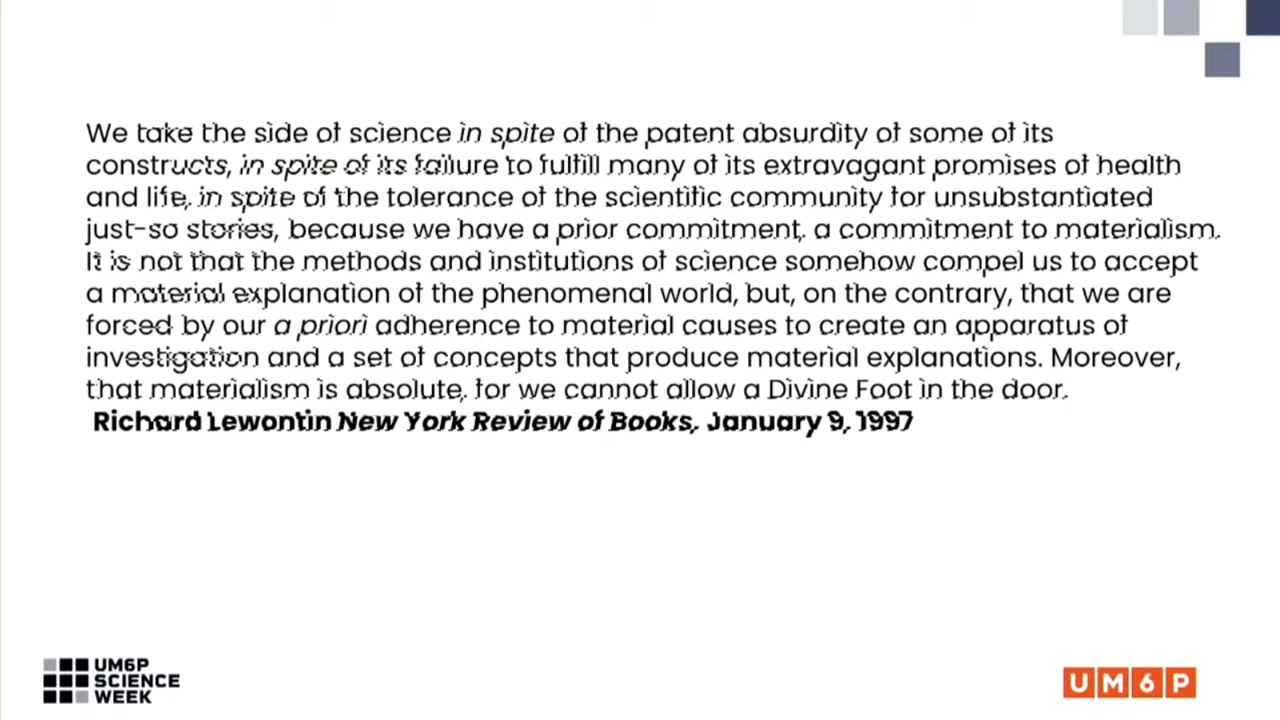 We take the side of science in spite of the patent absurdity of some of its
constructs, in spite of its failure to fulfill many of its extravagant promises of health
and life, in spite of the tolerance of the scientific community for unsubstantiated
just-so stories, because we have a prior commitment, a commitment to materialism.
It is not that the methods and institutions of science somehow compel us to accept
a material explanation of the phenomenal world, but, on the contrary, that we are
forced by our a priori adherence to material causes to create an apparatus of
investigation and a set of concepts that produce material explanations. Moreover,
that materialism is absolute, for we cannot allow a Divine Foot in the door.
Richard Lewontin New York Review of Books, January 9, 1997
UM6P
SCIENCE
WEEK
UM6P